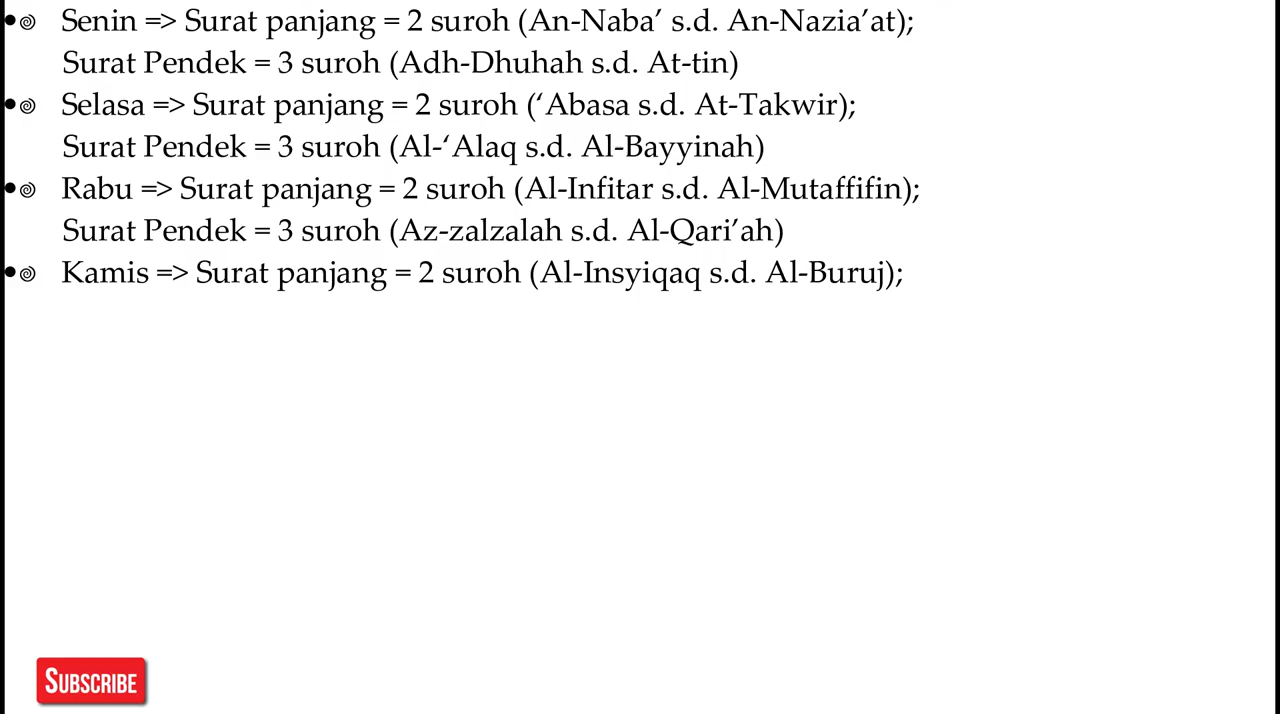 Senin => Surat panjang = 2 suroh (An-Naba’ s.d. An-Nazia’at);
Surat Pendek = 3 suroh (Adh-Dhuhah s.d. At-tin)
Selasa => Surat panjang = 2 suroh (‘Abasa s.d. At-Takwir);
Surat Pendek = 3 suroh (Al-‘Alaq s.d. Al-Bayyinah)
Rabu => Surat panjang = 2 suroh (Al-Infitar s.d. Al-Mutaffifin);
Surat Pendek = 3 suroh (Az-zalzalah s.d. Al-Qari’ah)
Kamis => Surat panjang = 2 suroh (Al-Insyiqaq s.d. Al-Buruj);
SUBSCRIBE